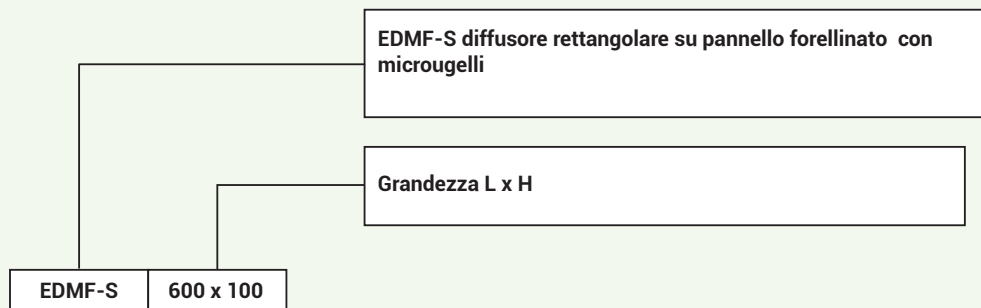 EDMF-S diffusore rettangolare su pannello forellinato con
microugelli
Grandezza L x H
EDMF-S
600 x 100